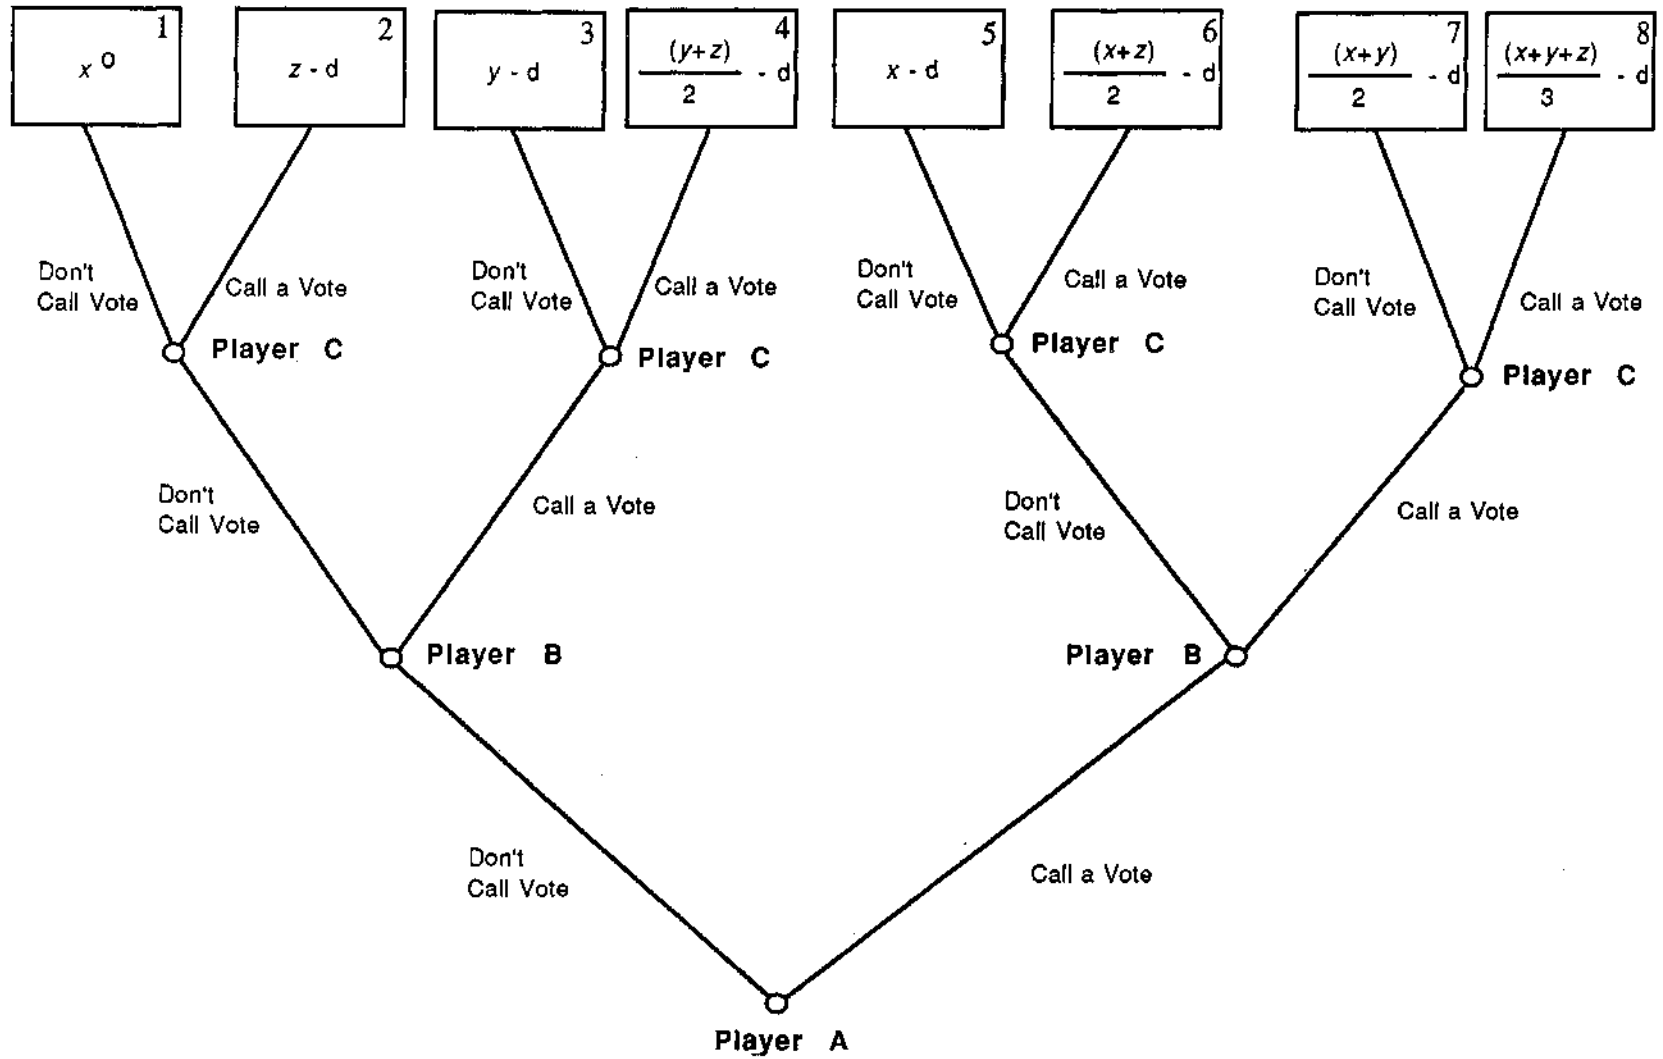 1
x⁰
2
z - d
3
y - d
4
(y+z)
2
- d
5
x - d
6
(x+z)
2
- d
7
(x+y)
2
- d
8
(x+y+z)
3
- d
Don't
Call Vote
Call a Vote
Don't
Call Vote
Call a Vote
Don't
Call Vote
Call a Vote
Don't
Call Vote
Call a Vote
Player C
Player C
Player C
Player C
Don't
Call Vote
Call a Vote
Don't
Call Vote
Call a Vote
Player B
Player B
Don't
Call Vote
Call a Vote
Player A